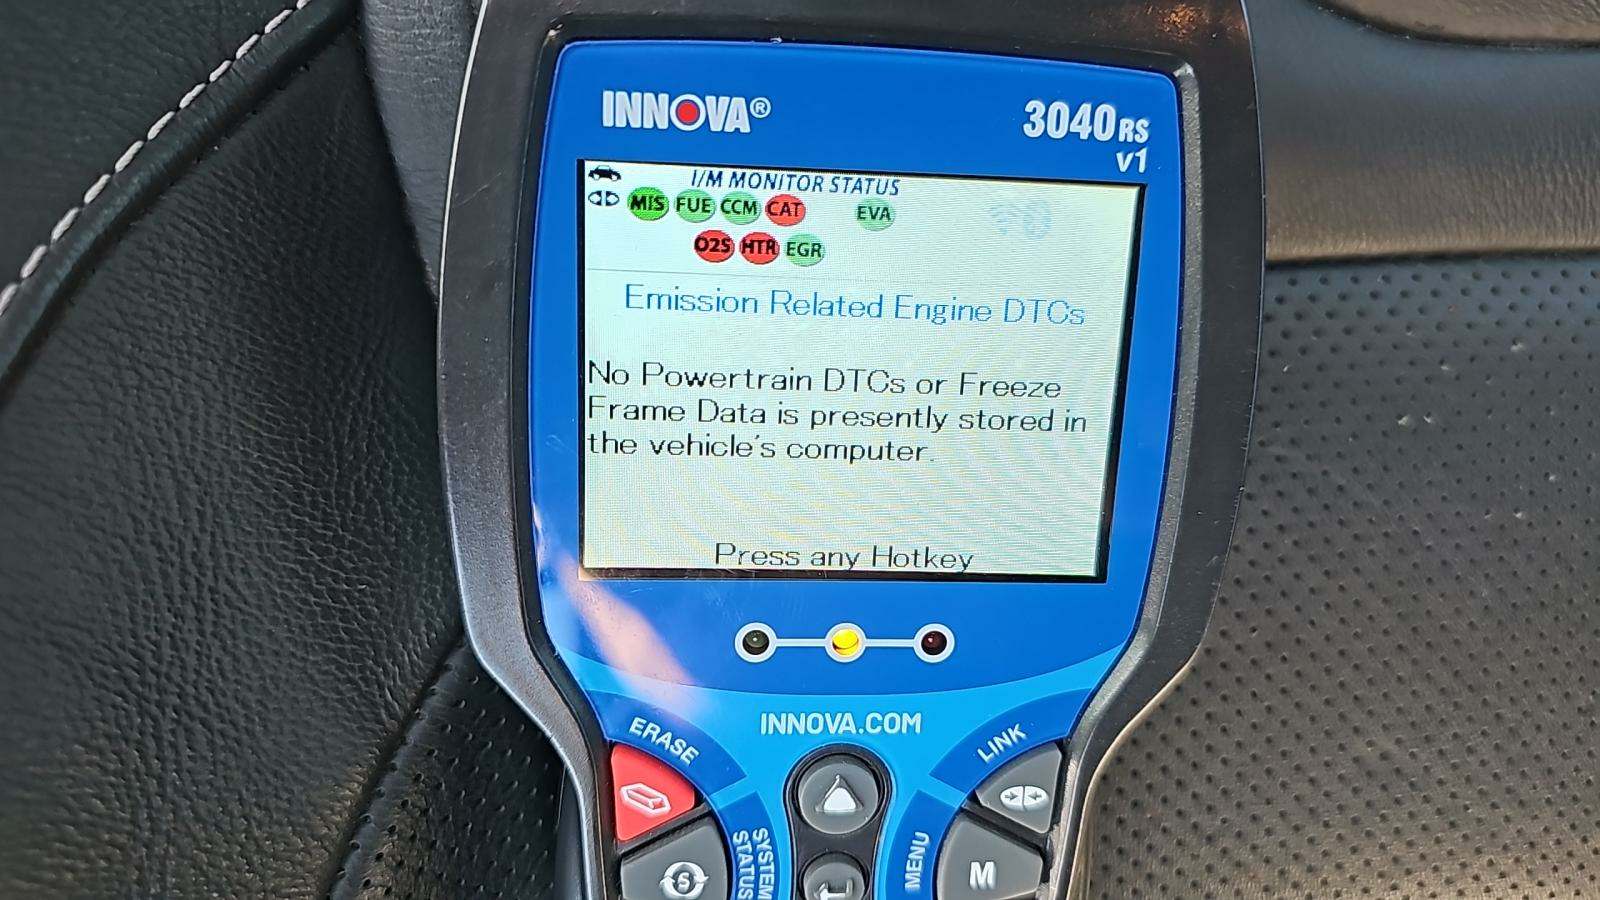 INNOVA®
3040RS
v1
I/M MONITOR STATUS
MIS FUE CCM CAT EVA
O2S HTR EGR
Emission Related Engine DTCs
No Powertrain DTCs or Freeze
Frame Data is presently stored in
the vehicle's computer.
Press any Hotkey
INNOVA.COM
ERASE
LINK
SYSTEM
STATUS
MENU
S
M